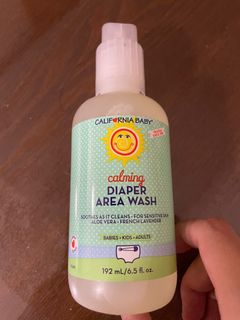 CALIFORNIA BABY
calming
DIAPER
AREA WASH
SOOTHES AS IT CLEANS • FOR SENSITIVE SKIN
ALOE VERA • FRENCH LAVENDER
BABIES • KIDS • ADULTS
192 mL/6.5 fl. oz.